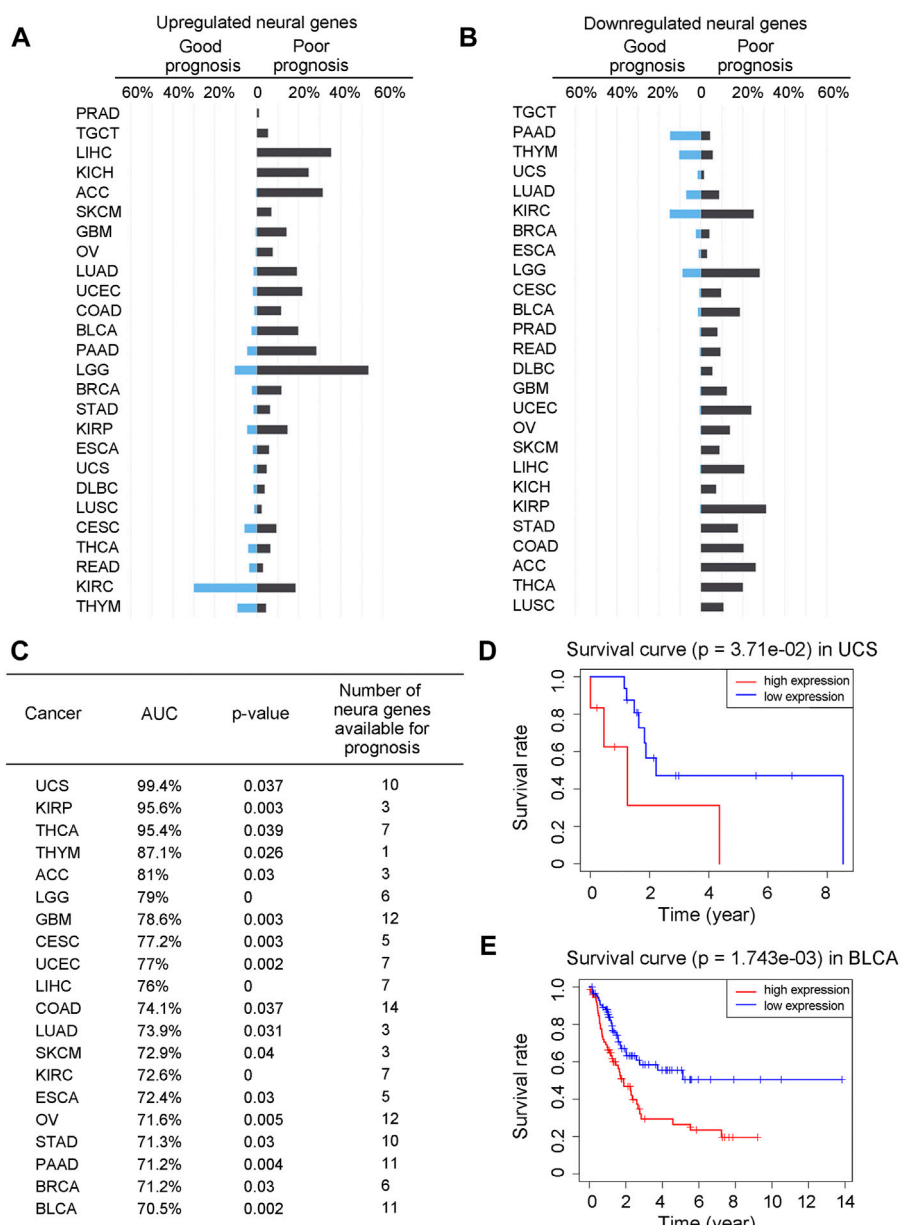 A
Upregulated neural genes
Good prognosis
Poor prognosis
60% 40% 20% 0 20% 40% 60%
PRAD
TGCT
LIHC
KICH
ACC
SKCM
GBM
OV
LUAD
UCEC
COAD
BLCA
PAAD
LGG
BRCA
STAD
KIRP
ESCA
UCS
DLBC
LUSC
CESC
THCA
READ
KIRC
THYM
B
Downregulated neural genes
Good prognosis
Poor prognosis
60% 40% 20% 0 20% 40% 60%
TGCT
PAAD
THYM
UCS
LUAD
KIRC
BRCA
ESCA
LGG
CESC
BLCA
PRAD
READ
DLBC
GBM
UCEC
OV
SKCM
LIHC
KICH
KIRP
STAD
COAD
ACC
THCA
LUSC
C
Cancer AUC p-value Number of neura genes available for prognosis
UCS 99.4% 0.037 10
KIRP 95.6% 0.003 3
THCA 95.4% 0.039 7
THYM 87.1% 0.026 1
ACC 81% 0.03 3
LGG 79% 0 6
GBM 78.6% 0.003 12
CESC 77.2% 0.003 5
UCEC 77% 0.002 7
LIHC 76% 0 7
COAD 74.1% 0.037 14
LUAD 73.9% 0.031 3
SKCM 72.9% 0.04 3
KIRC 72.6% 0 7
ESCA 72.4% 0.03 5
OV 71.6% 0.005 12
STAD 71.3% 0.03 10
PAAD 71.2% 0.004 11
BRCA 71.2% 0.03 6
BLCA 70.5% 0.002 11
D
Survival curve (p = 3.71e-02) in UCS
high expression
low expression
Survival rate
1.0
0.8
0.6
0.4
0.2
0
0 2 4 6 8
Time (year)
E
Survival curve (p = 1.743e-03) in BLCA
high expression
low expression
Survival rate
1.0
0.8
0.6
0.4
0.2
0
0 2 4 6 8 10 12 14
Time (year)